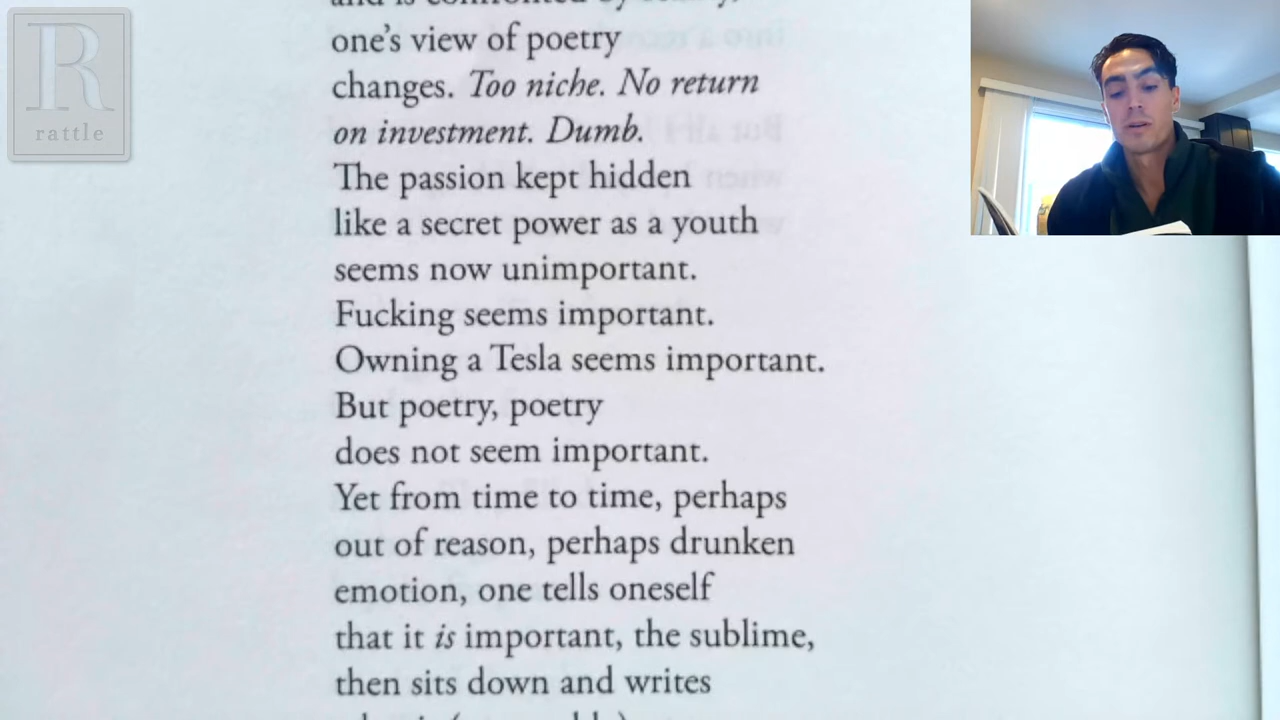 R
rattle
one's view of poetry
changes. Too niche. No return
on investment. Dumb.
The passion kept hidden
like a secret power as a youth
seems now unimportant.
Fucking seems important.
Owning a Tesla seems important.
But poetry, poetry
does not seem important.
Yet from time to time, perhaps
out of reason, perhaps drunken
emotion, one tells oneself
that it is important, the sublime,
then sits down and writes